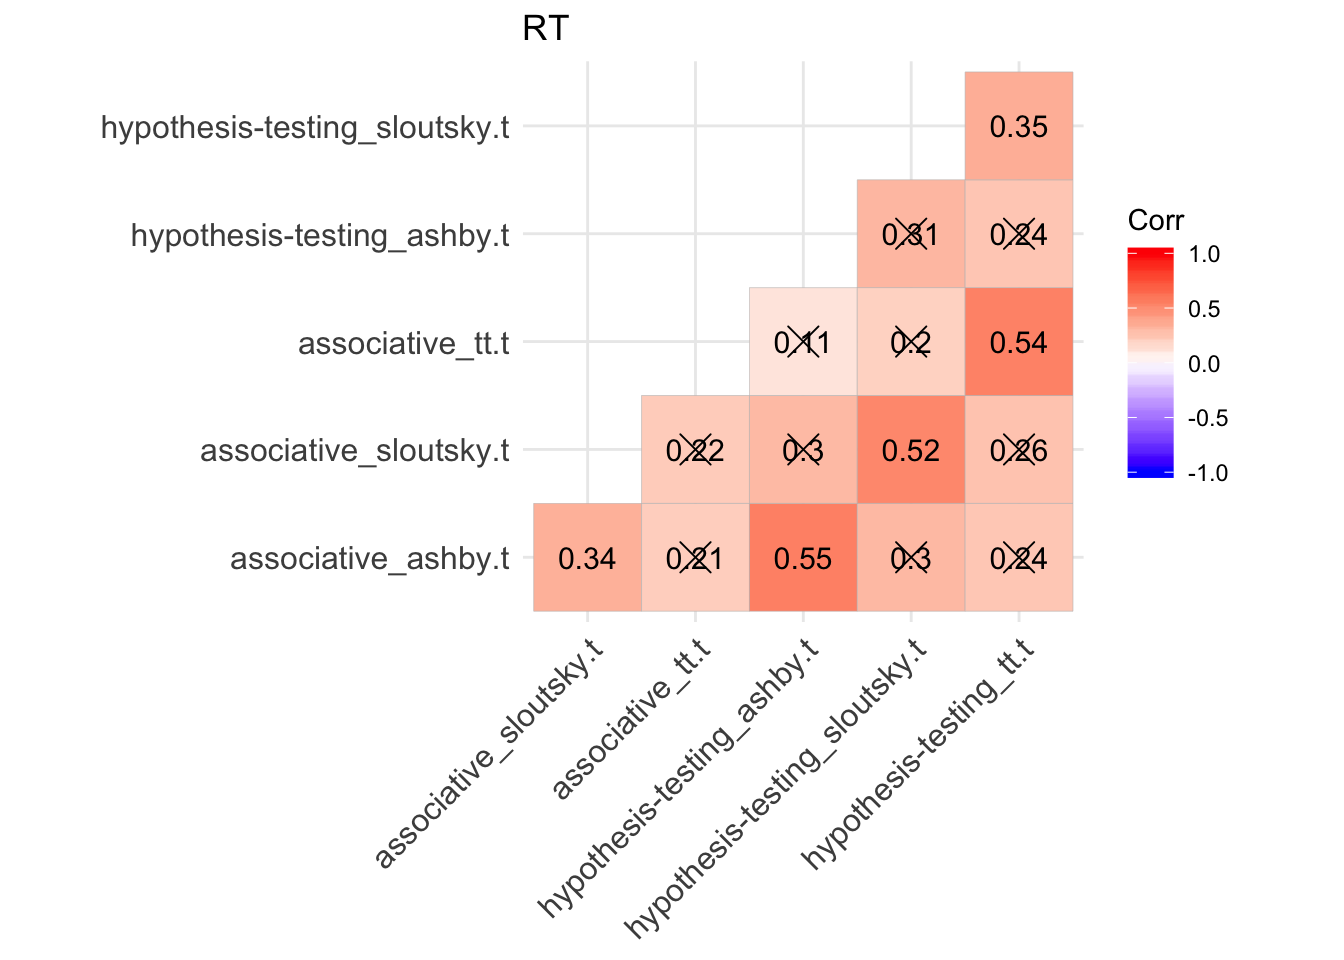 RT
hypothesis-testing_sloutsky.t
0.35
hypothesis-testing_ashby.t
0.31
0.24
associative_tt.t
0.11
0.2
0.54
associative_sloutsky.t
0.22
0.3
0.52
0.26
associative_ashby.t
0.34
0.21
0.55
0.3
0.24
associative_sloutsky.t
associative_tt.t
hypothesis-testing_ashby.t
hypothesis-testing_sloutsky.t
hypothesis-testing_tt.t
Corr
1.0
0.5
0.0
-0.5
-1.0